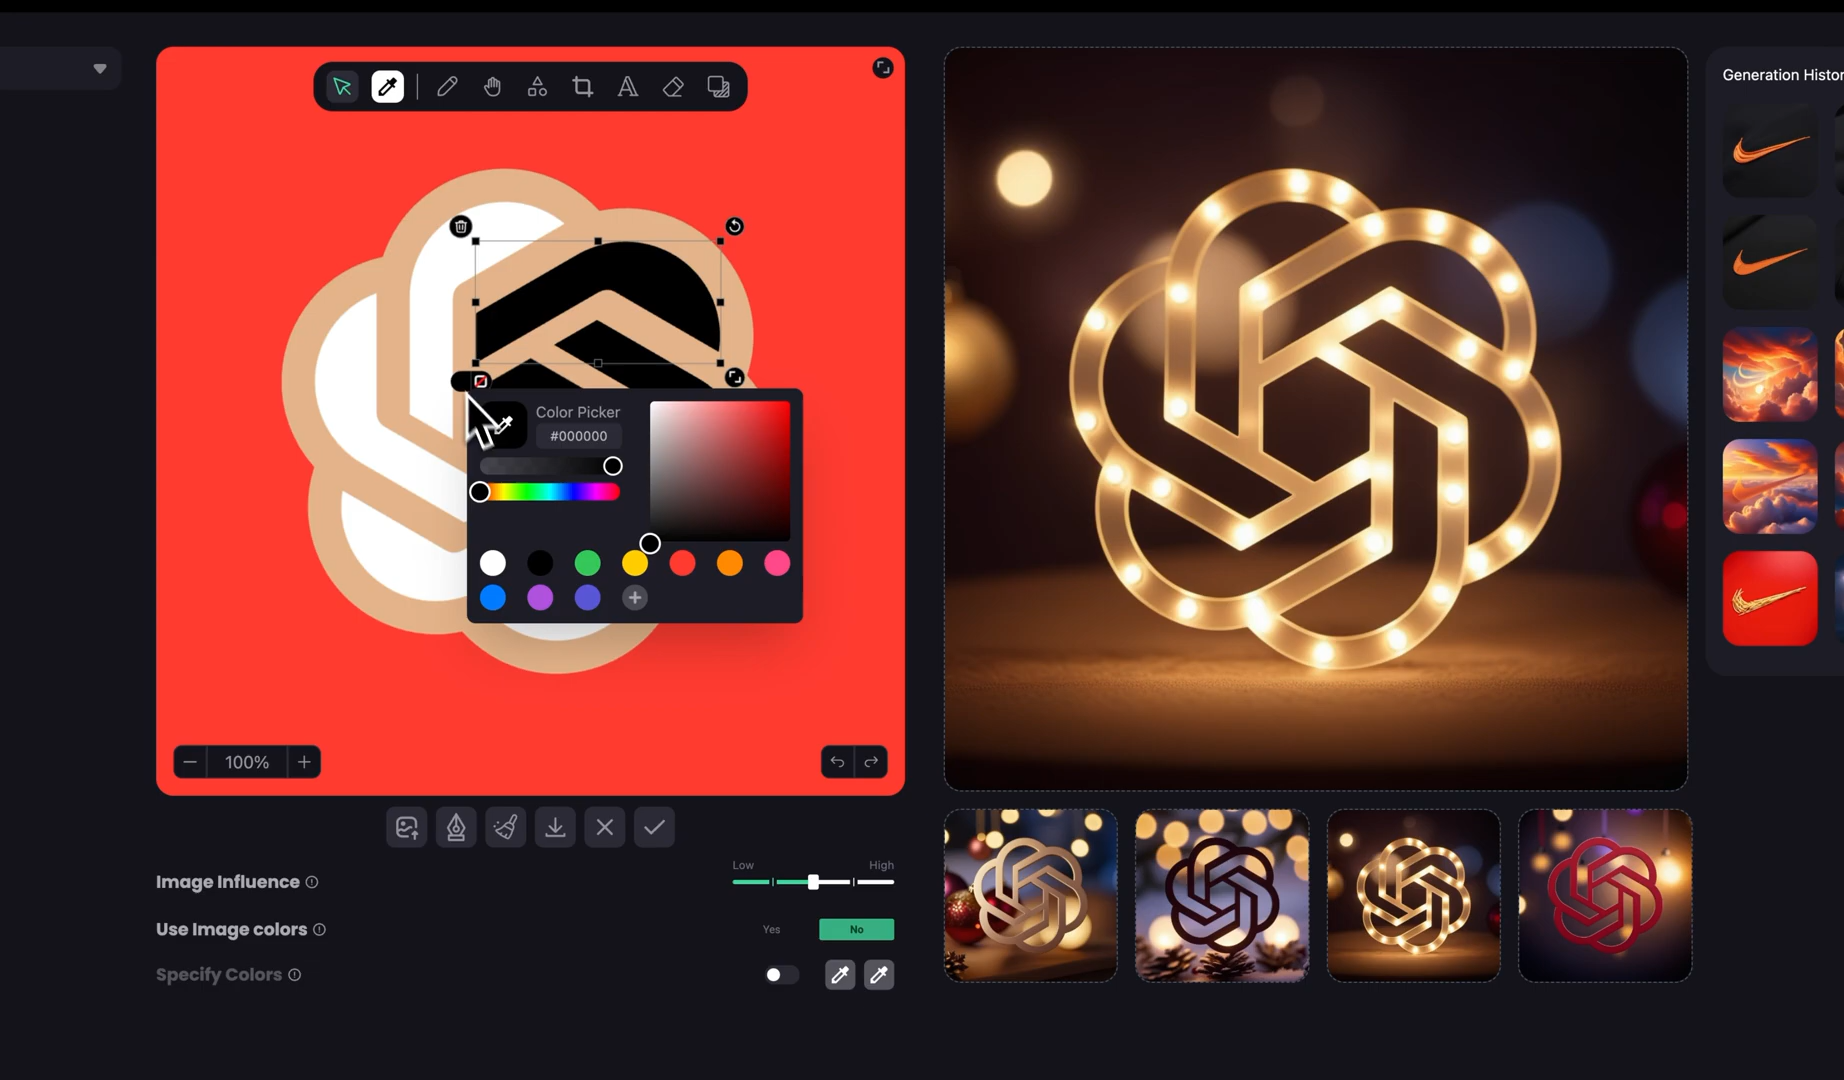 Generation Histor
Color Picker
#000000
100%
Low
High
Image Influence
Use Image colors
Yes
No
Specify Colors